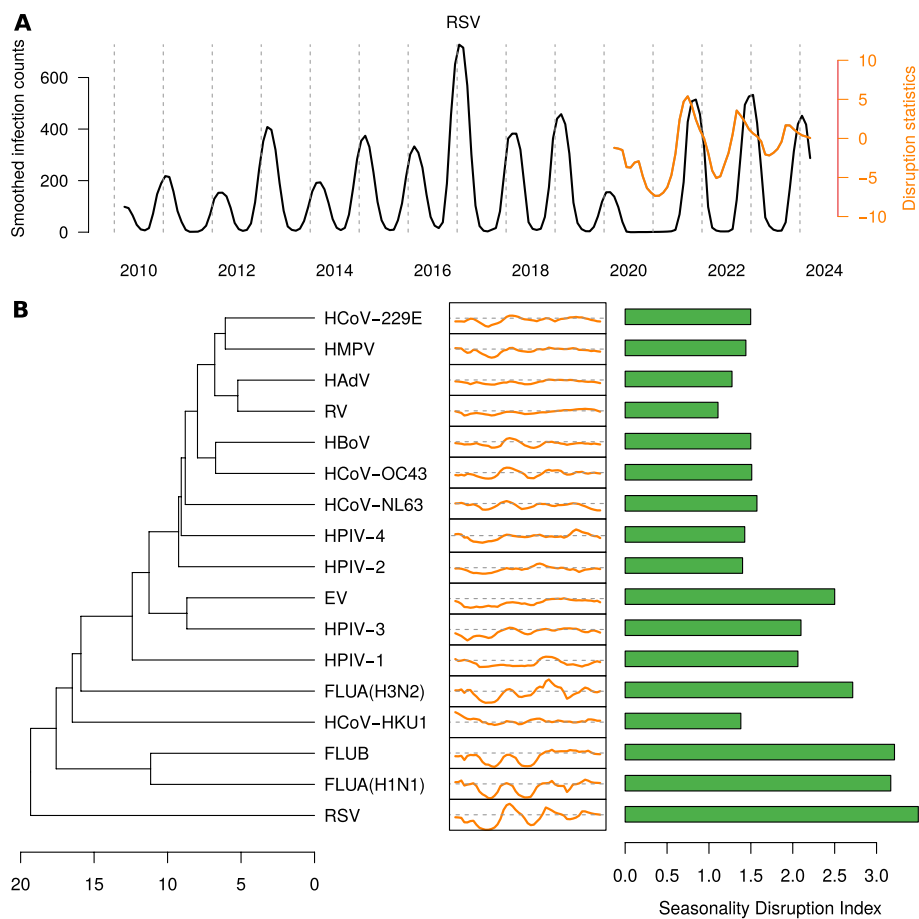 A
RSV
Smoothed infection counts
600
400
200
0
10
5
0
−5
−10
Disruption statistics
2010 2012 2014 2016 2018 2020 2022 2024
B
HCoV−229E
HMPV
HAdV
RV
HBoV
HCoV−OC43
HCoV−NL63
HPIV−4
HPIV−2
EV
HPIV−3
HPIV−1
FLUA(H3N2)
HCoV−HKU1
FLUB
FLUA(H1N1)
RSV
20 15 10 5 0
0.0 0.5 1.0 1.5 2.0 2.5 3.0
Seasonality Disruption Index